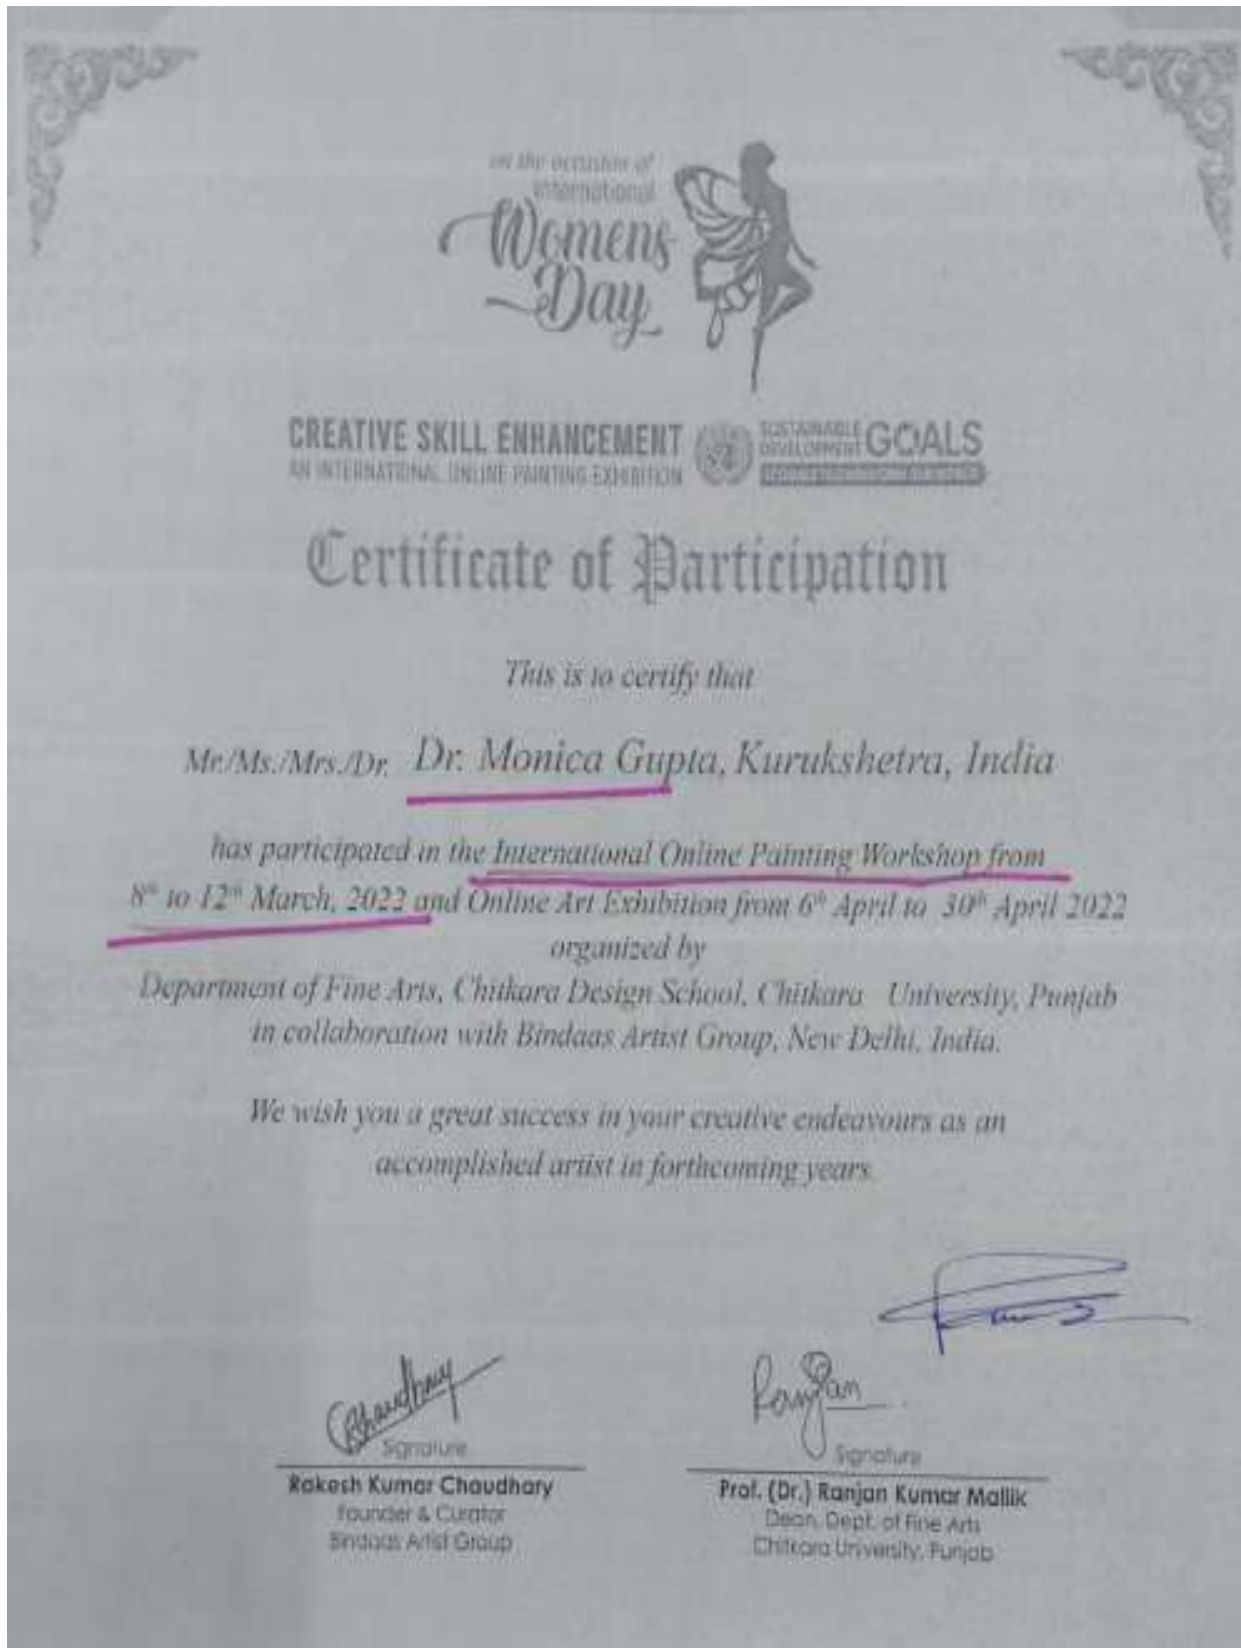 on the occasion of
international
Womens
Day
CREATIVE SKILL ENHANCEMENT
AN INTERNATIONAL ONLINE PAINTING EXHIBITION
SUSTAINABLE
DEVELOPMENT GOALS
Certificate of Participation
This is to certify that
Mr./Ms./Mrs./Dr. Dr. Monica Gupta, Kurukshetra, India
has participated in the International Online Painting Workshop from
8th to 12th March, 2022 and Online Art Exhibition from 6th April to 30th April 2022
organized by
Department of Fine Arts, Chitkara Design School, Chitkara University, Punjab
in collaboration with Bindaas Artist Group, New Delhi, India.
We wish you a great success in your creative endeavours as an
accomplished artist in forthcoming years.
RChaudhary
Ranjan
Signature
Signature
Rakesh Kumar Choudhary
Founder & Curator
Bindaas Artist Group
Prof. (Dr.) Ranjan Kumar Mallik
Dean, Dept. of Fine Arts
Chitkara University, Punjab